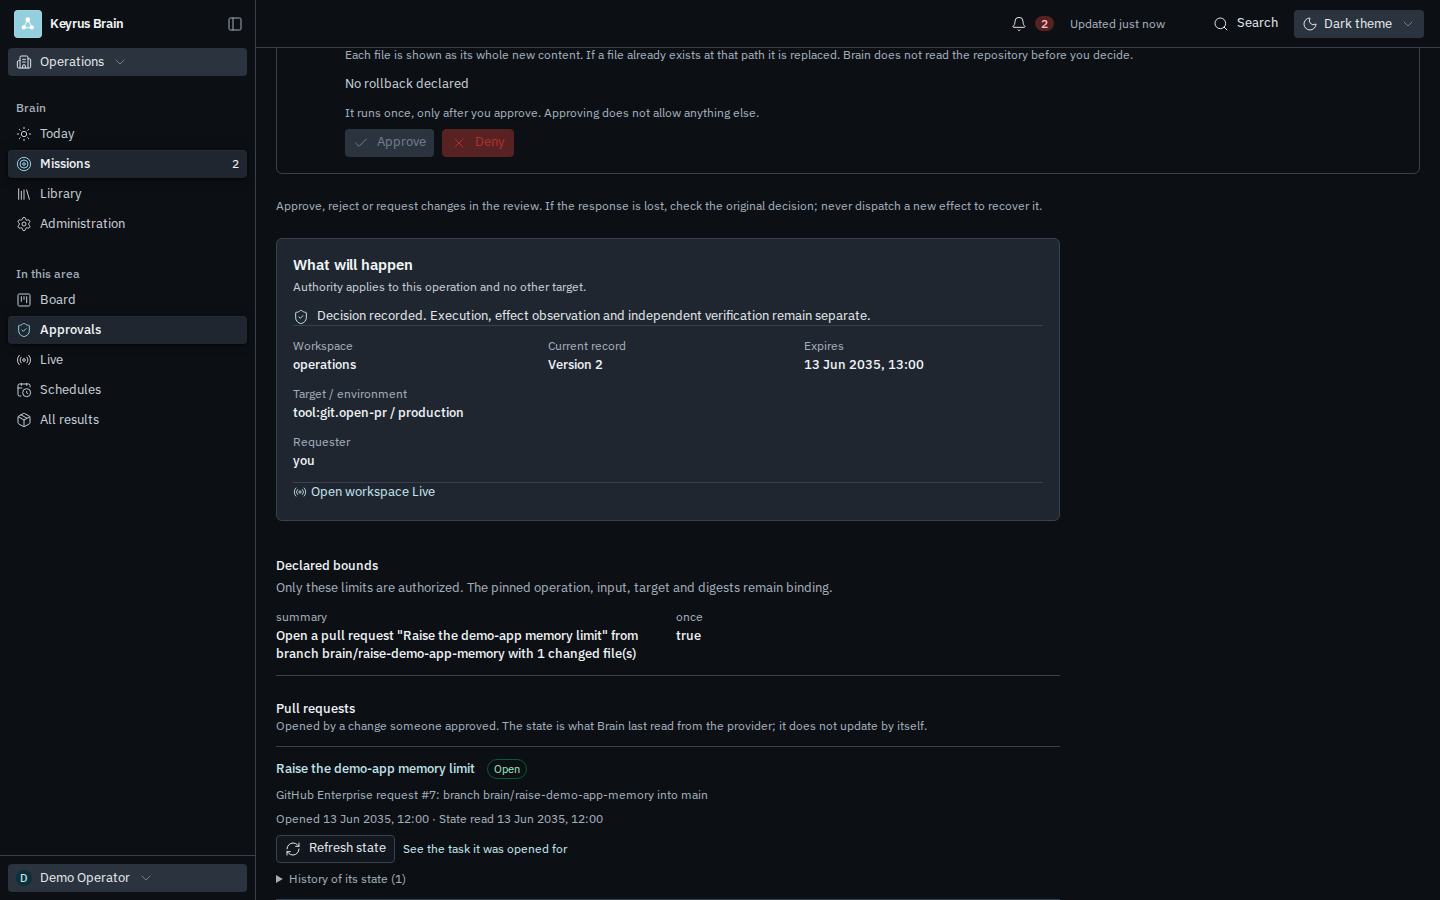 Keyrus Brain
2
Updated just now
Search
Dark theme
Operations
Brain
Today
Missions
2
Library
Administration
In this area
Board
Approvals
Live
Schedules
All results
D
Demo Operator
Each file is shown as its whole new content. If a file already exists at that path it is replaced. Brain does not read the repository before you decide.
No rollback declared
It runs once, only after you approve. Approving does not allow anything else.
Approve
Deny
Approve, reject or request changes in the review. If the response is lost, check the original decision; never dispatch a new effect to recover it.
What will happen
Authority applies to this operation and no other target.
Decision recorded. Execution, effect observation and independent verification remain separate.
Workspace
operations
Current record
Version 2
Expires
13 Jun 2035, 13:00
Target / environment
tool:git.open-pr / production
Requester
you
Open workspace Live
Declared bounds
Only these limits are authorized. The pinned operation, input, target and digests remain binding.
summary
Open a pull request "Raise the demo-app memory limit" from
branch brain/raise-demo-app-memory with 1 changed file(s)
once
true
Pull requests
Opened by a change someone approved. The state is what Brain last read from the provider; it does not update by itself.
Raise the demo-app memory limit
Open
GitHub Enterprise request #7: branch brain/raise-demo-app-memory into main
Opened 13 Jun 2035, 12:00 · State read 13 Jun 2035, 12:00
Refresh state
See the task it was opened for
History of its state (1)